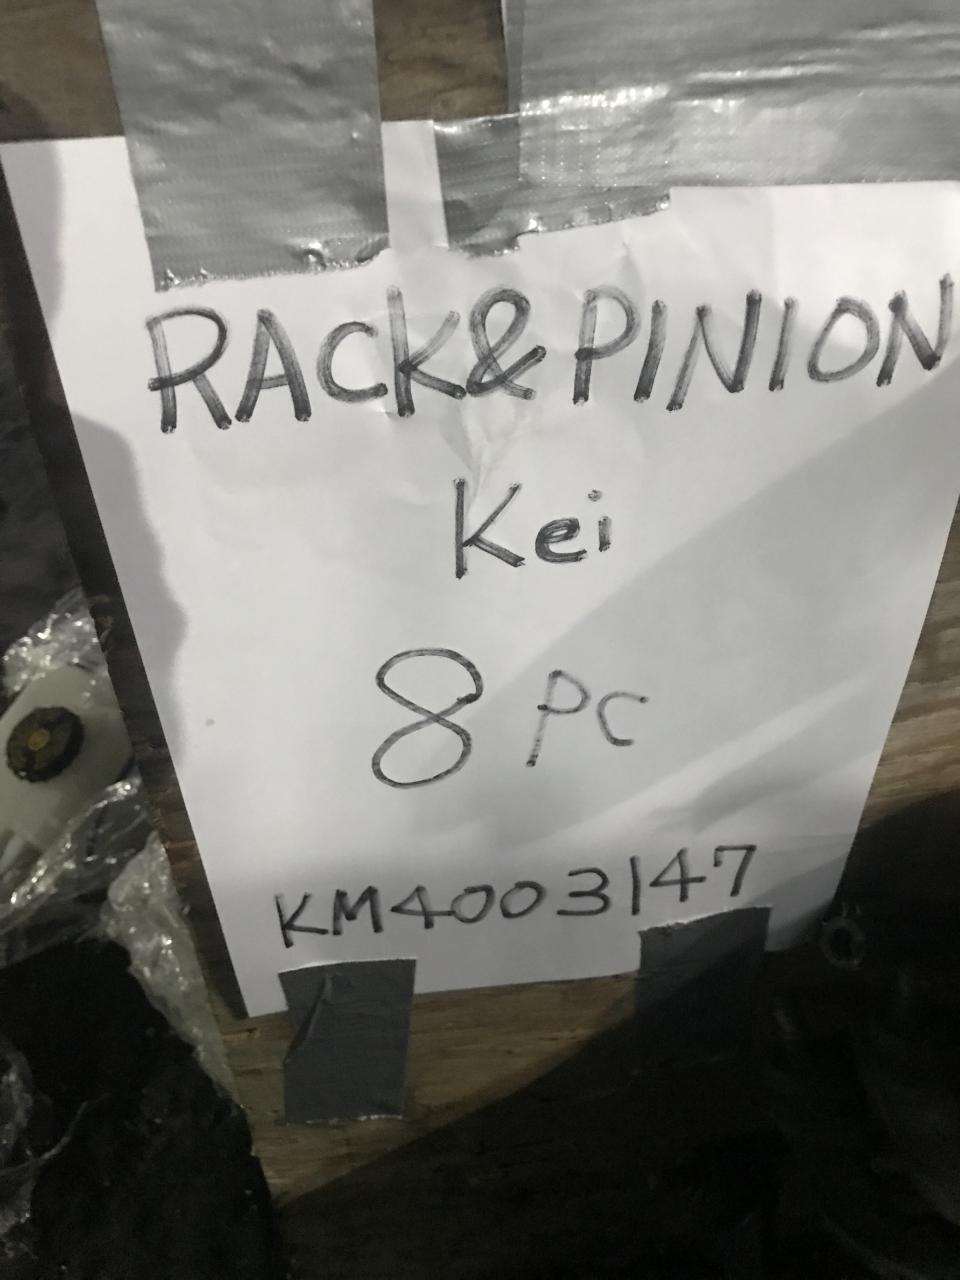 RACK&PINION
Kei
8 PC
KM4003147